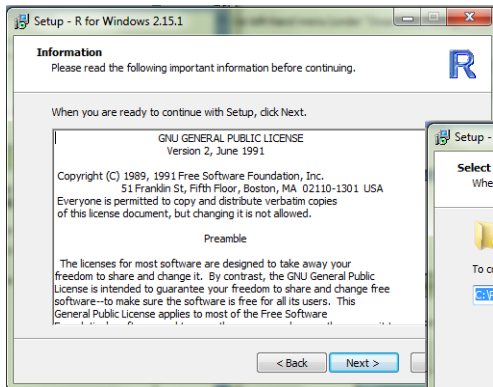 Setup - R for Windows 2.15.1
Information
Please read the following important information before continuing.
R
When you are ready to continue with Setup, click Next.
GNU GENERAL PUBLIC LICENSE
Version 2, June 1991
Copyright (C) 1989, 1991 Free Software Foundation, Inc.
51 Franklin St, Fifth Floor, Boston, MA  02110-1301  USA
Everyone is permitted to copy and distribute verbatim copies
of this license document, but changing it is not allowed.
Preamble
The licenses for most software are designed to take away your
freedom to share and change it.  By contrast, the GNU General Public
License is intended to guarantee your freedom to share and change free
software--to make sure the software is free for all its users.  This
General Public License applies to most of the Free Software
< Back
Next >
Setup -
Select
Whe
To c
C:\